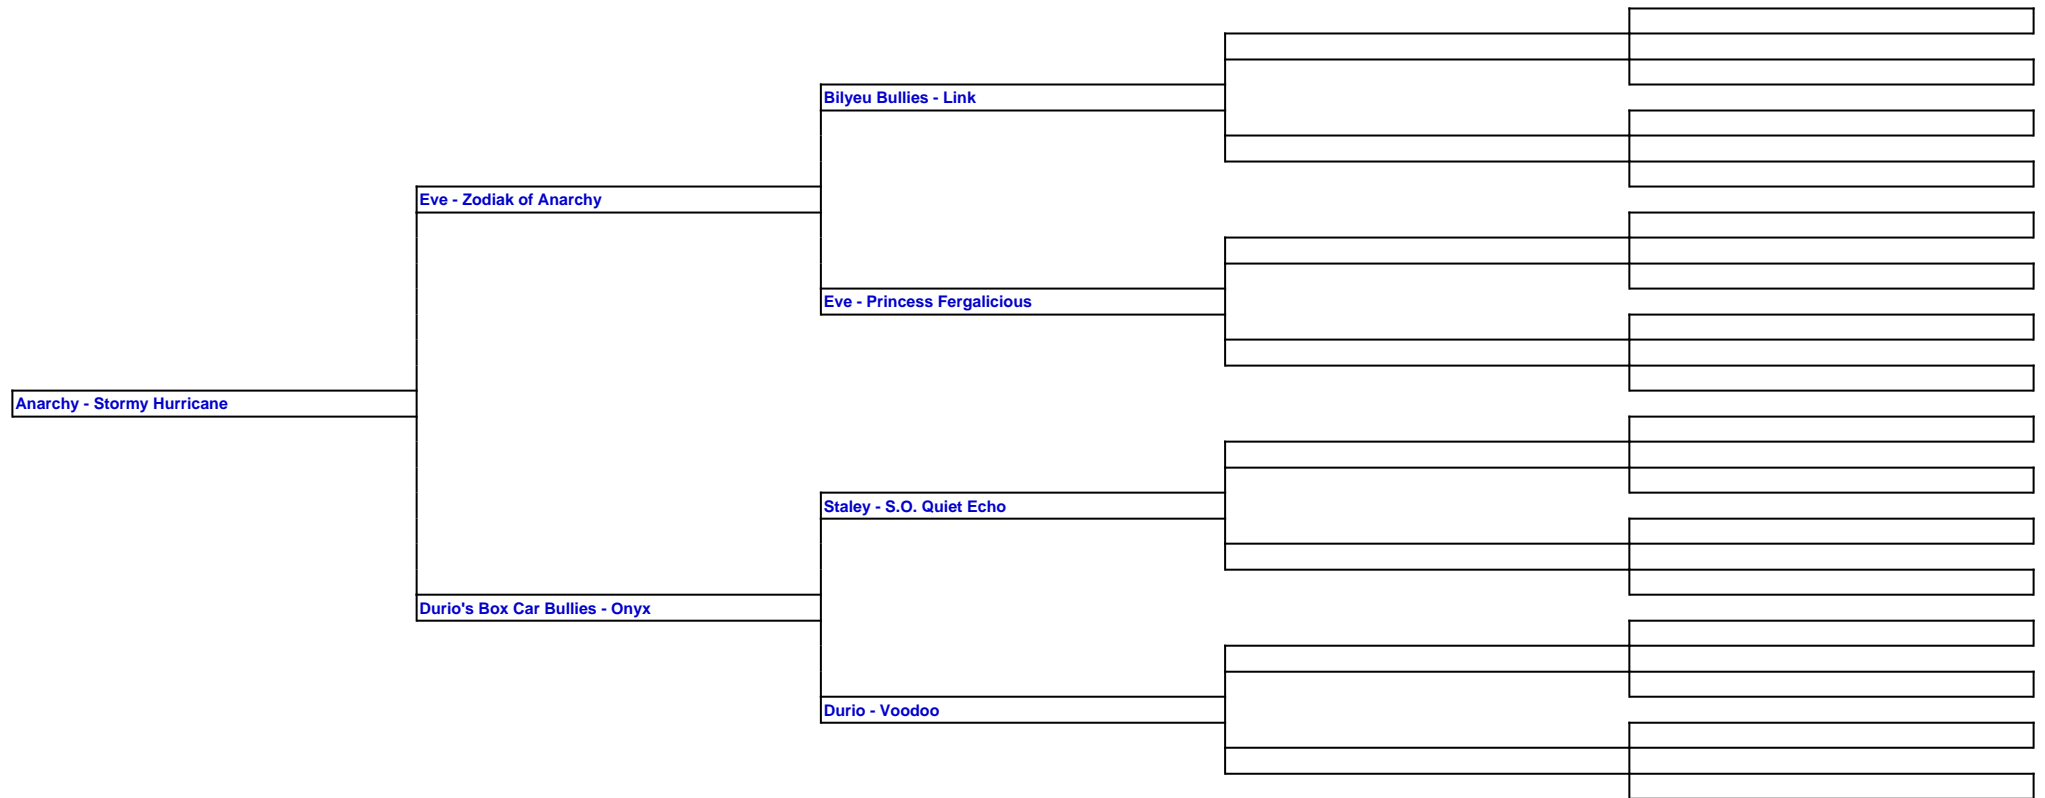 Bilyeu Bullies - Link
Eve - Zodiak of Anarchy
Eve - Princess Fergalicious
Anarchy - Stormy Hurricane
Staley - S.O. Quiet Echo
Durio's Box Car Bullies - Onyx
Durio - Voodoo